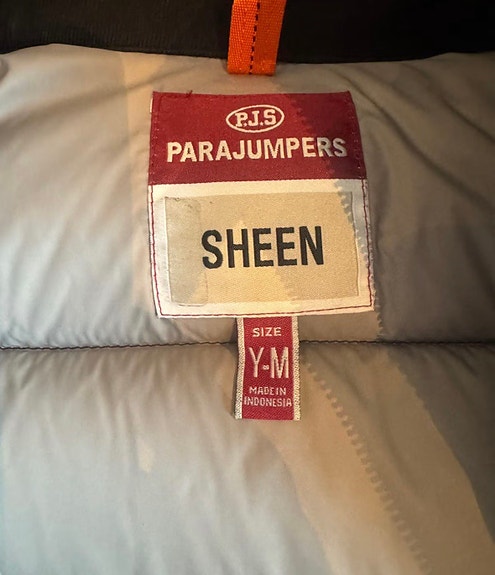 P.J.S
PARAJUMPERS
SHEEN
SIZE
Y-M
MADE IN
INDONESIA